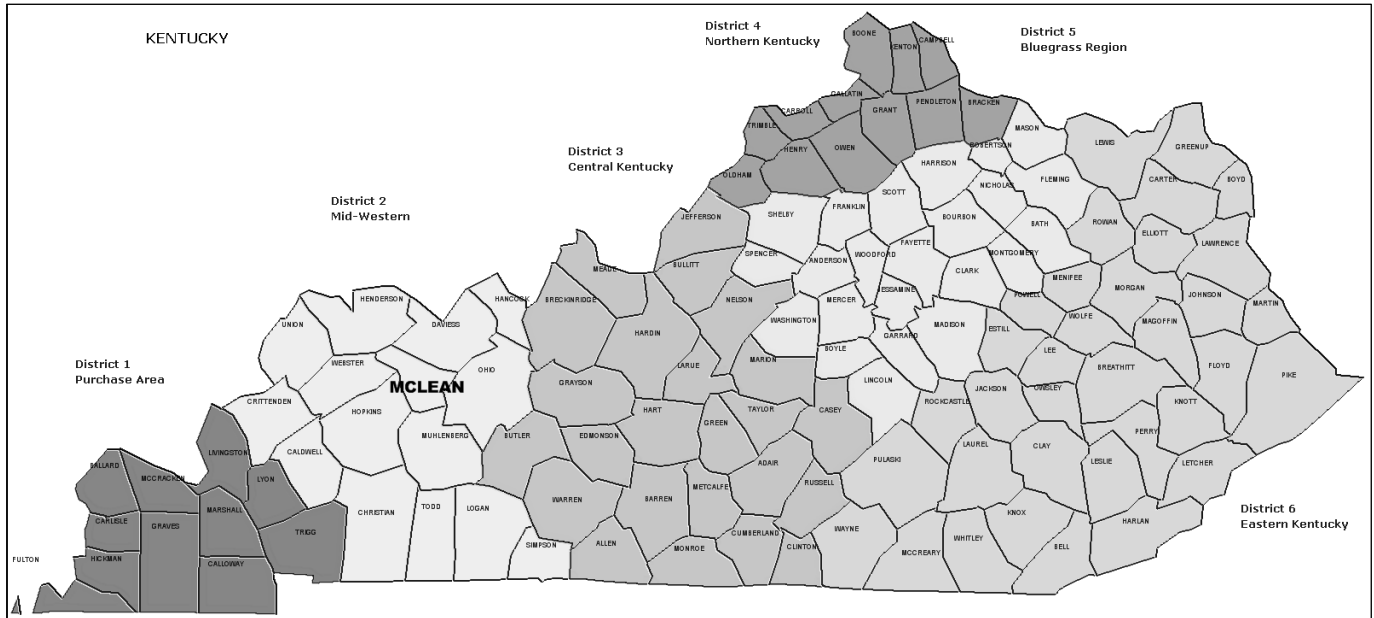 KENTUCKY
District 4
Northern Kentucky
District 5
Bluegrass Region
District 3
Central Kentucky
District 2
Mid-Western
District 1
Purchase Area
District 6
Eastern Kentucky
BOONE
KENTON
CAMPBELL
GALLATIN
CARROLL
TRIMBLE
GRANT
PENDLETON
BRACKEN
HENRY
OWEN
OLDHAM
MASON
ROBERTSON
LEWIS
GREENUP
HARRISON
NICHOLAS
FLEMING
CARTER
BOYD
SCOTT
SHELBY
FRANKLIN
BOURBON
BATH
ROWAN
ELLIOTT
LAWRENCE
JEFFERSON
SPENCER
ANDERSON
WOODFORD
FAYETTE
MONTGOMERY
MENIFEE
CLARK
BULLITT
MEADE
BRECKINRIDGE
HANCOCK
NELSON
MERCER
JESSAMINE
POWELL
MORGAN
JOHNSON
MARTIN
HENDERSON
DAVIESS
UNION
WASHINGTON
MADISON
ESTILL
WOLFE
MAGOFFIN
HARDIN
GARRARD
BOYLE
LEE
WEBSTER
OHIO
LARUE
MARION
BREATHITT
FLOYD
PIKE
MCLEAN
GRAYSON
LINCOLN
JACKSON
OWSLEY
KNOTT
CRITTENDEN
HOPKINS
HART
TAYLOR
CASEY
ROCKCASTLE
GREEN
PERRY
MUHLENBERG
BUTLER
EDMONSON
LAUREL
CLAY
CALDWELL
LIVINGSTON
ADAIR
PULASKI
LESLIE
LETCHER
BALLARD
MCCRACKEN
LYON
METCALFE
RUSSELL
WARREN
BARREN
MARSHALL
CHRISTIAN
TODD
LOGAN
KNOX
HARLAN
CARLISLE
GRAVES
TRIGG
CUMBERLAND
WAYNE
WHITLEY
SIMPSON
ALLEN
MONROE
CLINTON
MCCREARY
BELL
FULTON
HICKMAN
CALLOWAY